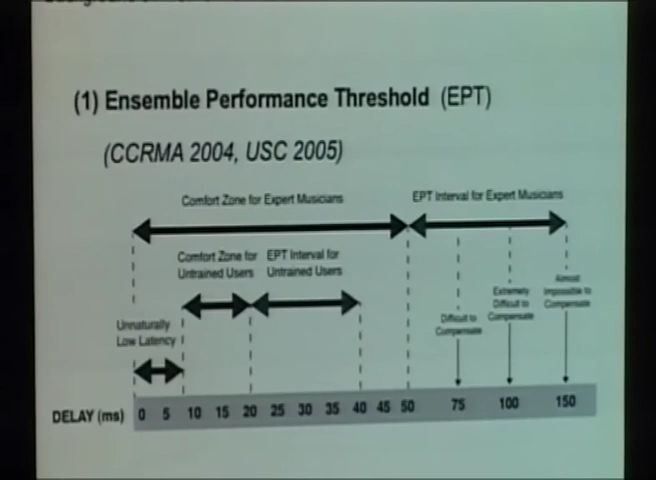 (1) Ensemble Performance Threshold (EPT)
(CCRMA 2004, USC 2005)
Comfort Zone for Expert Musicians
EPT Interval for Expert Musicians
Comfort Zone for
Untrained Users
EPT Interval for
Untrained Users
Unnaturally
Low Latency
Difficult to
Compensate
Extremely
Difficult to
Compensate
Almost
Impossible to
Compensate
DELAY (ms) 0 5 10 15 20 25 30 35 40 45 50 75 100 150